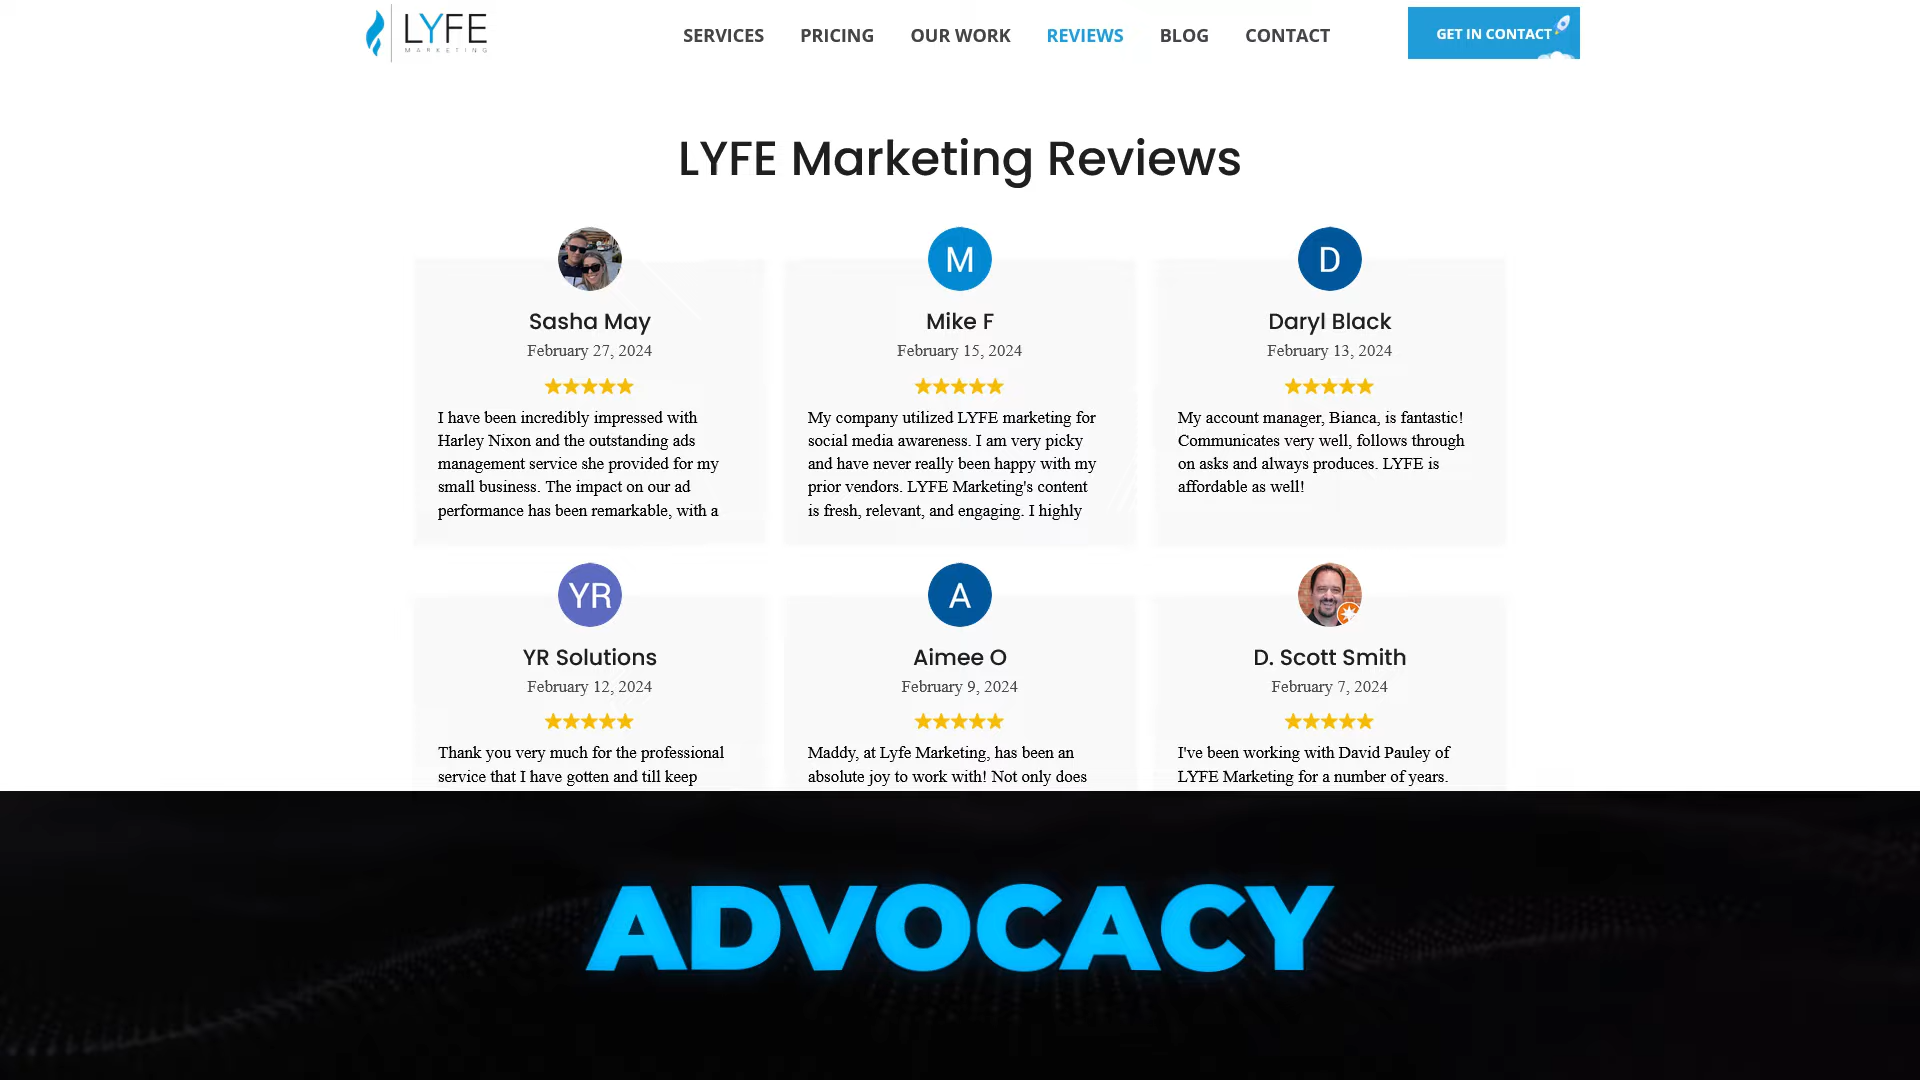 LYFE
MARKETING
SERVICES
PRICING
OUR WORK
REVIEWS
BLOG
CONTACT
GET IN CONTACT
LYFE Marketing Reviews
Sasha May
February 27, 2024
I have been incredibly impressed with
Harley Nixon and the outstanding ads
management service she provided for my
small business. The impact on our ad
performance has been remarkable, with a
M
Mike F
February 15, 2024
My company utilized LYFE marketing for
social media awareness. I am very picky
and have never really been happy with my
prior vendors. LYFE Marketing's content
is fresh, relevant, and engaging. I highly
D
Daryl Black
February 13, 2024
My account manager, Bianca, is fantastic!
Communicates very well, follows through
on asks and always produces. LYFE is
affordable as well!
YR
YR Solutions
February 12, 2024
Thank you very much for the professional
service that I have gotten and till keep
A
Aimee O
February 9, 2024
Maddy, at Lyfe Marketing, has been an
absolute joy to work with! Not only does
D. Scott Smith
February 7, 2024
I've been working with David Pauley of
LYFE Marketing for a number of years.
ADVOCACY